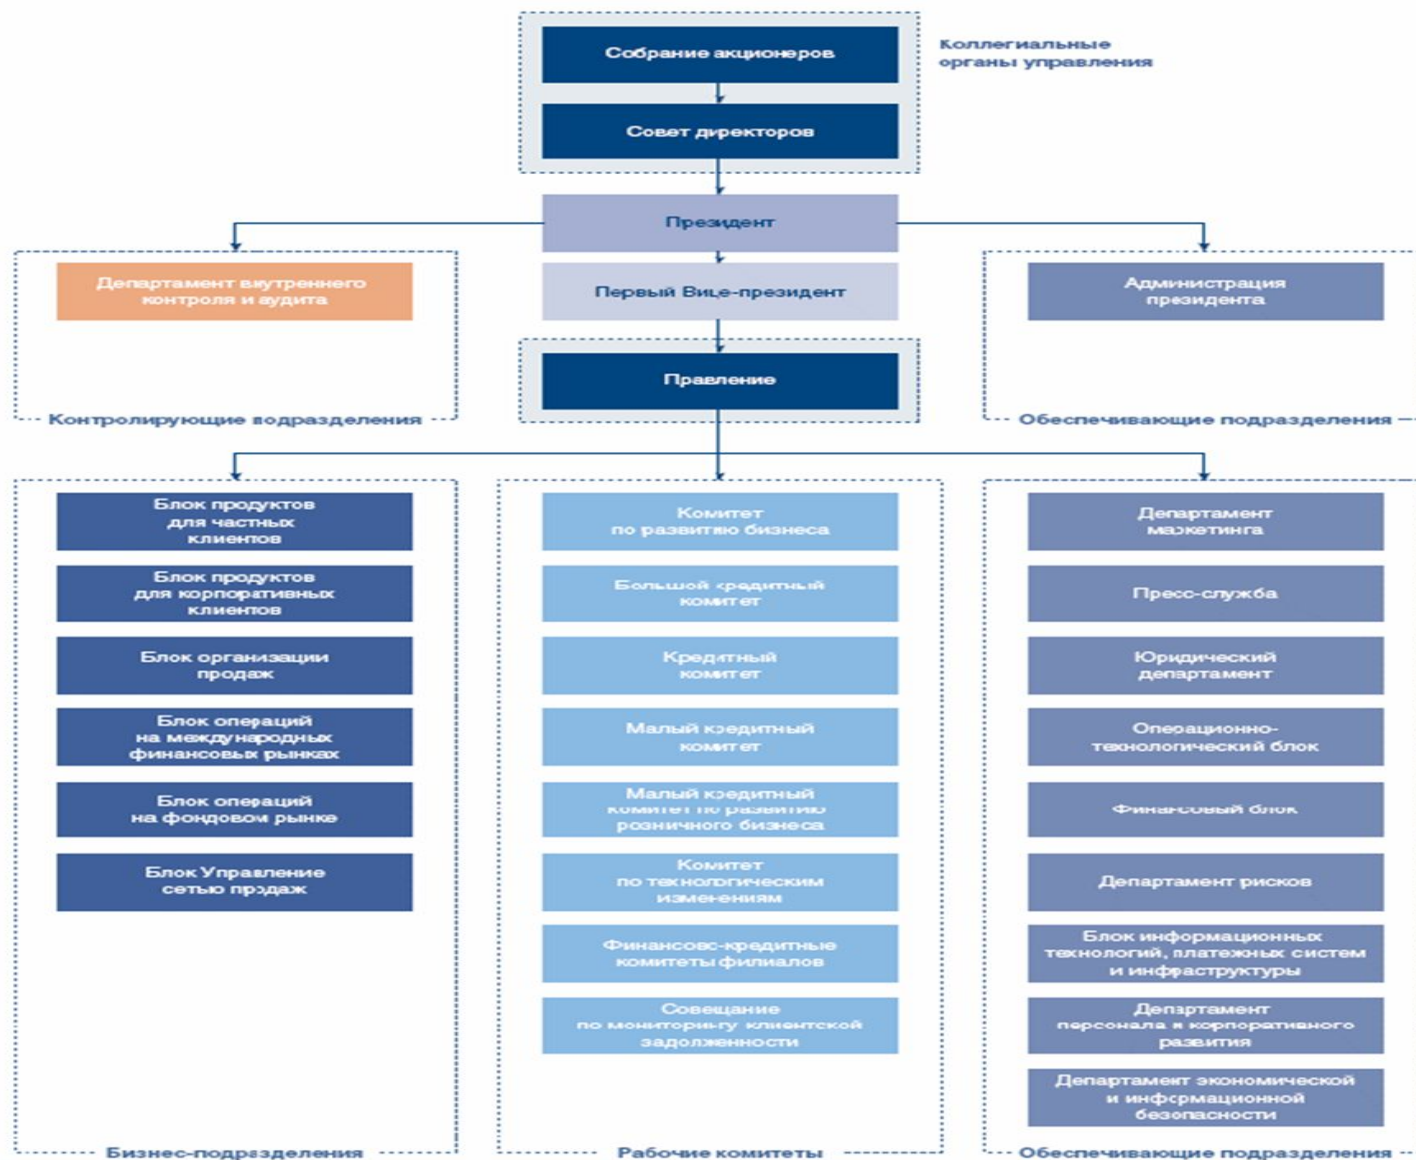 Собрание акционеров
Коллегиальные
органы управления
Совет директоров
Президент
Департамент внутреннего
контроля и аудита
Первый Вице-президент
Администрация
президента
Правление
Контролирующие подразделения
Обеспечивающие подразделения
Блок продуктов
для частных
клиентов
Блок продуктов
для корпоративных
клиентов
Блок организации
продаж
Блок операций
на международных
финансовых рынках
Блок операций
на фондовом рынке
Блок Управление
сетью продаж
Бизнес-подразделения
Комитет
по развитию бизнеса
Большой кредитный
комитет
Кредитный
комитет
Малый кредитный
комитет
Малый кредитный
комитет по развитию
розничного бизнеса
Комитет
по технологическим
изменениям
Финансово-кредитные
комитеты филиалов
Совещание
по мониторингу клиентской
задолженности
Рабочие комитеты
Департамент
маркетинга
Пресс-служба
Юридический
департамент
Операционно-
технологический блок
Финансовый блок
Департамент рисков
Блок информационных
технологий, платежных систем
и инфраструктуры
Департамент
персонала и корпоративного
развития
Департамент экономической
и информационной
безопасности
Обеспечивающие подразделения